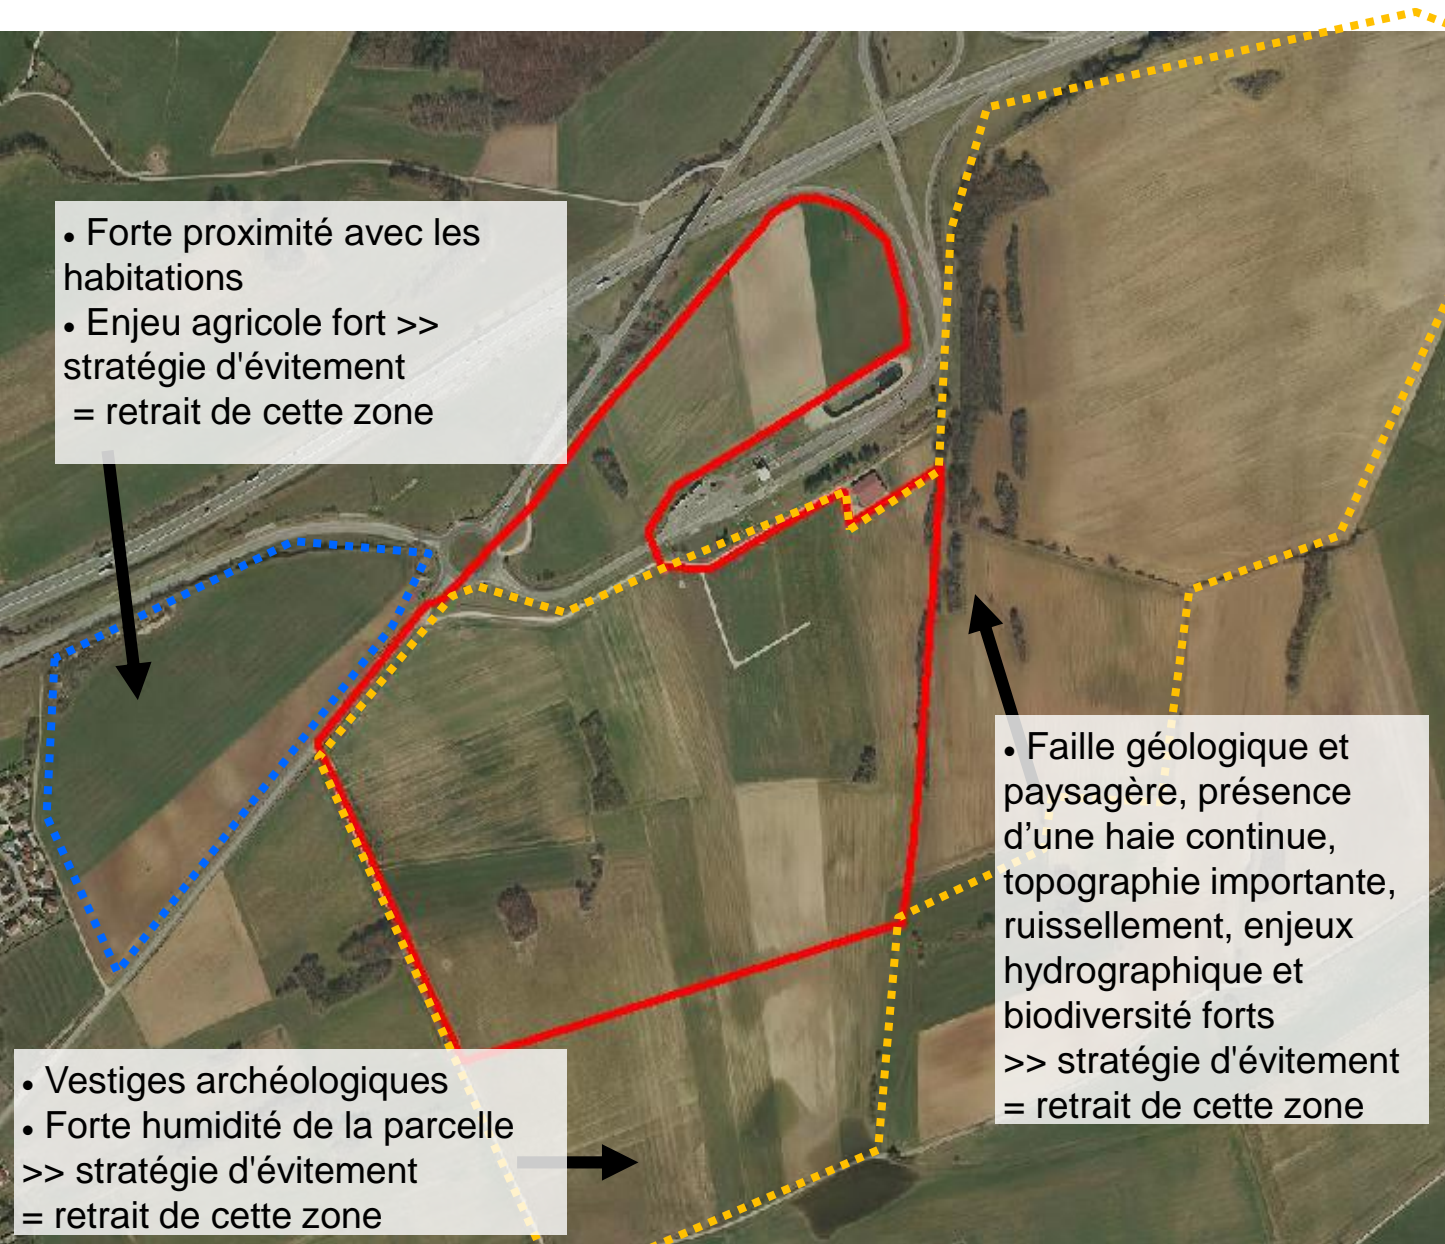 • Forte proximité avec les
habitations
• Enjeu agricole fort >>
stratégie d'évitement
= retrait de cette zone
• Faille géologique et
paysagère, présence
d’une haie continue,
topographie importante,
ruissellement, enjeux
hydrographique et
biodiversité forts
>> stratégie d'évitement
= retrait de cette zone
• Vestiges archéologiques
• Forte humidité de la parcelle
>> stratégie d'évitement
= retrait de cette zone